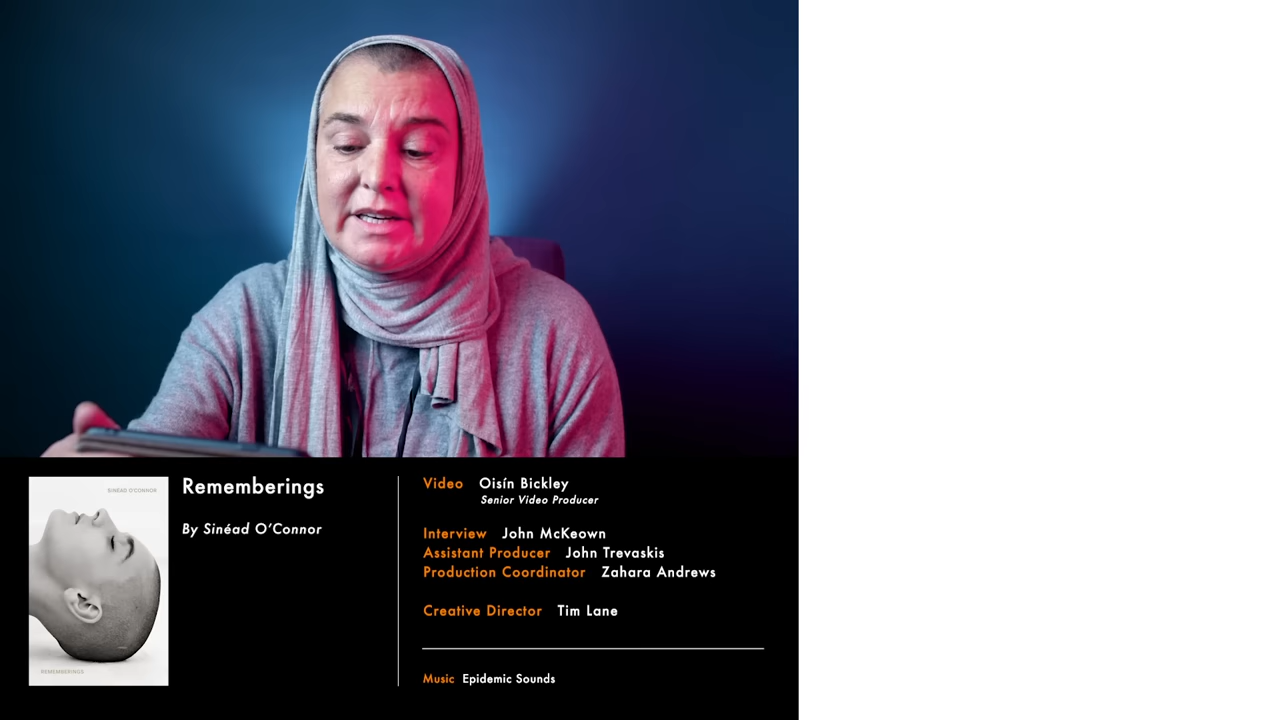 SINÉAD O'CONNOR
REMEMBERINGS
Rememberings
By Sinéad O'Connor
Video Oisín Bickley
Senior Video Producer
Interview John McKeown
Assistant Producer John Trevaskis
Production Coordinator Zahara Andrews
Creative Director Tim Lane
Music Epidemic Sounds